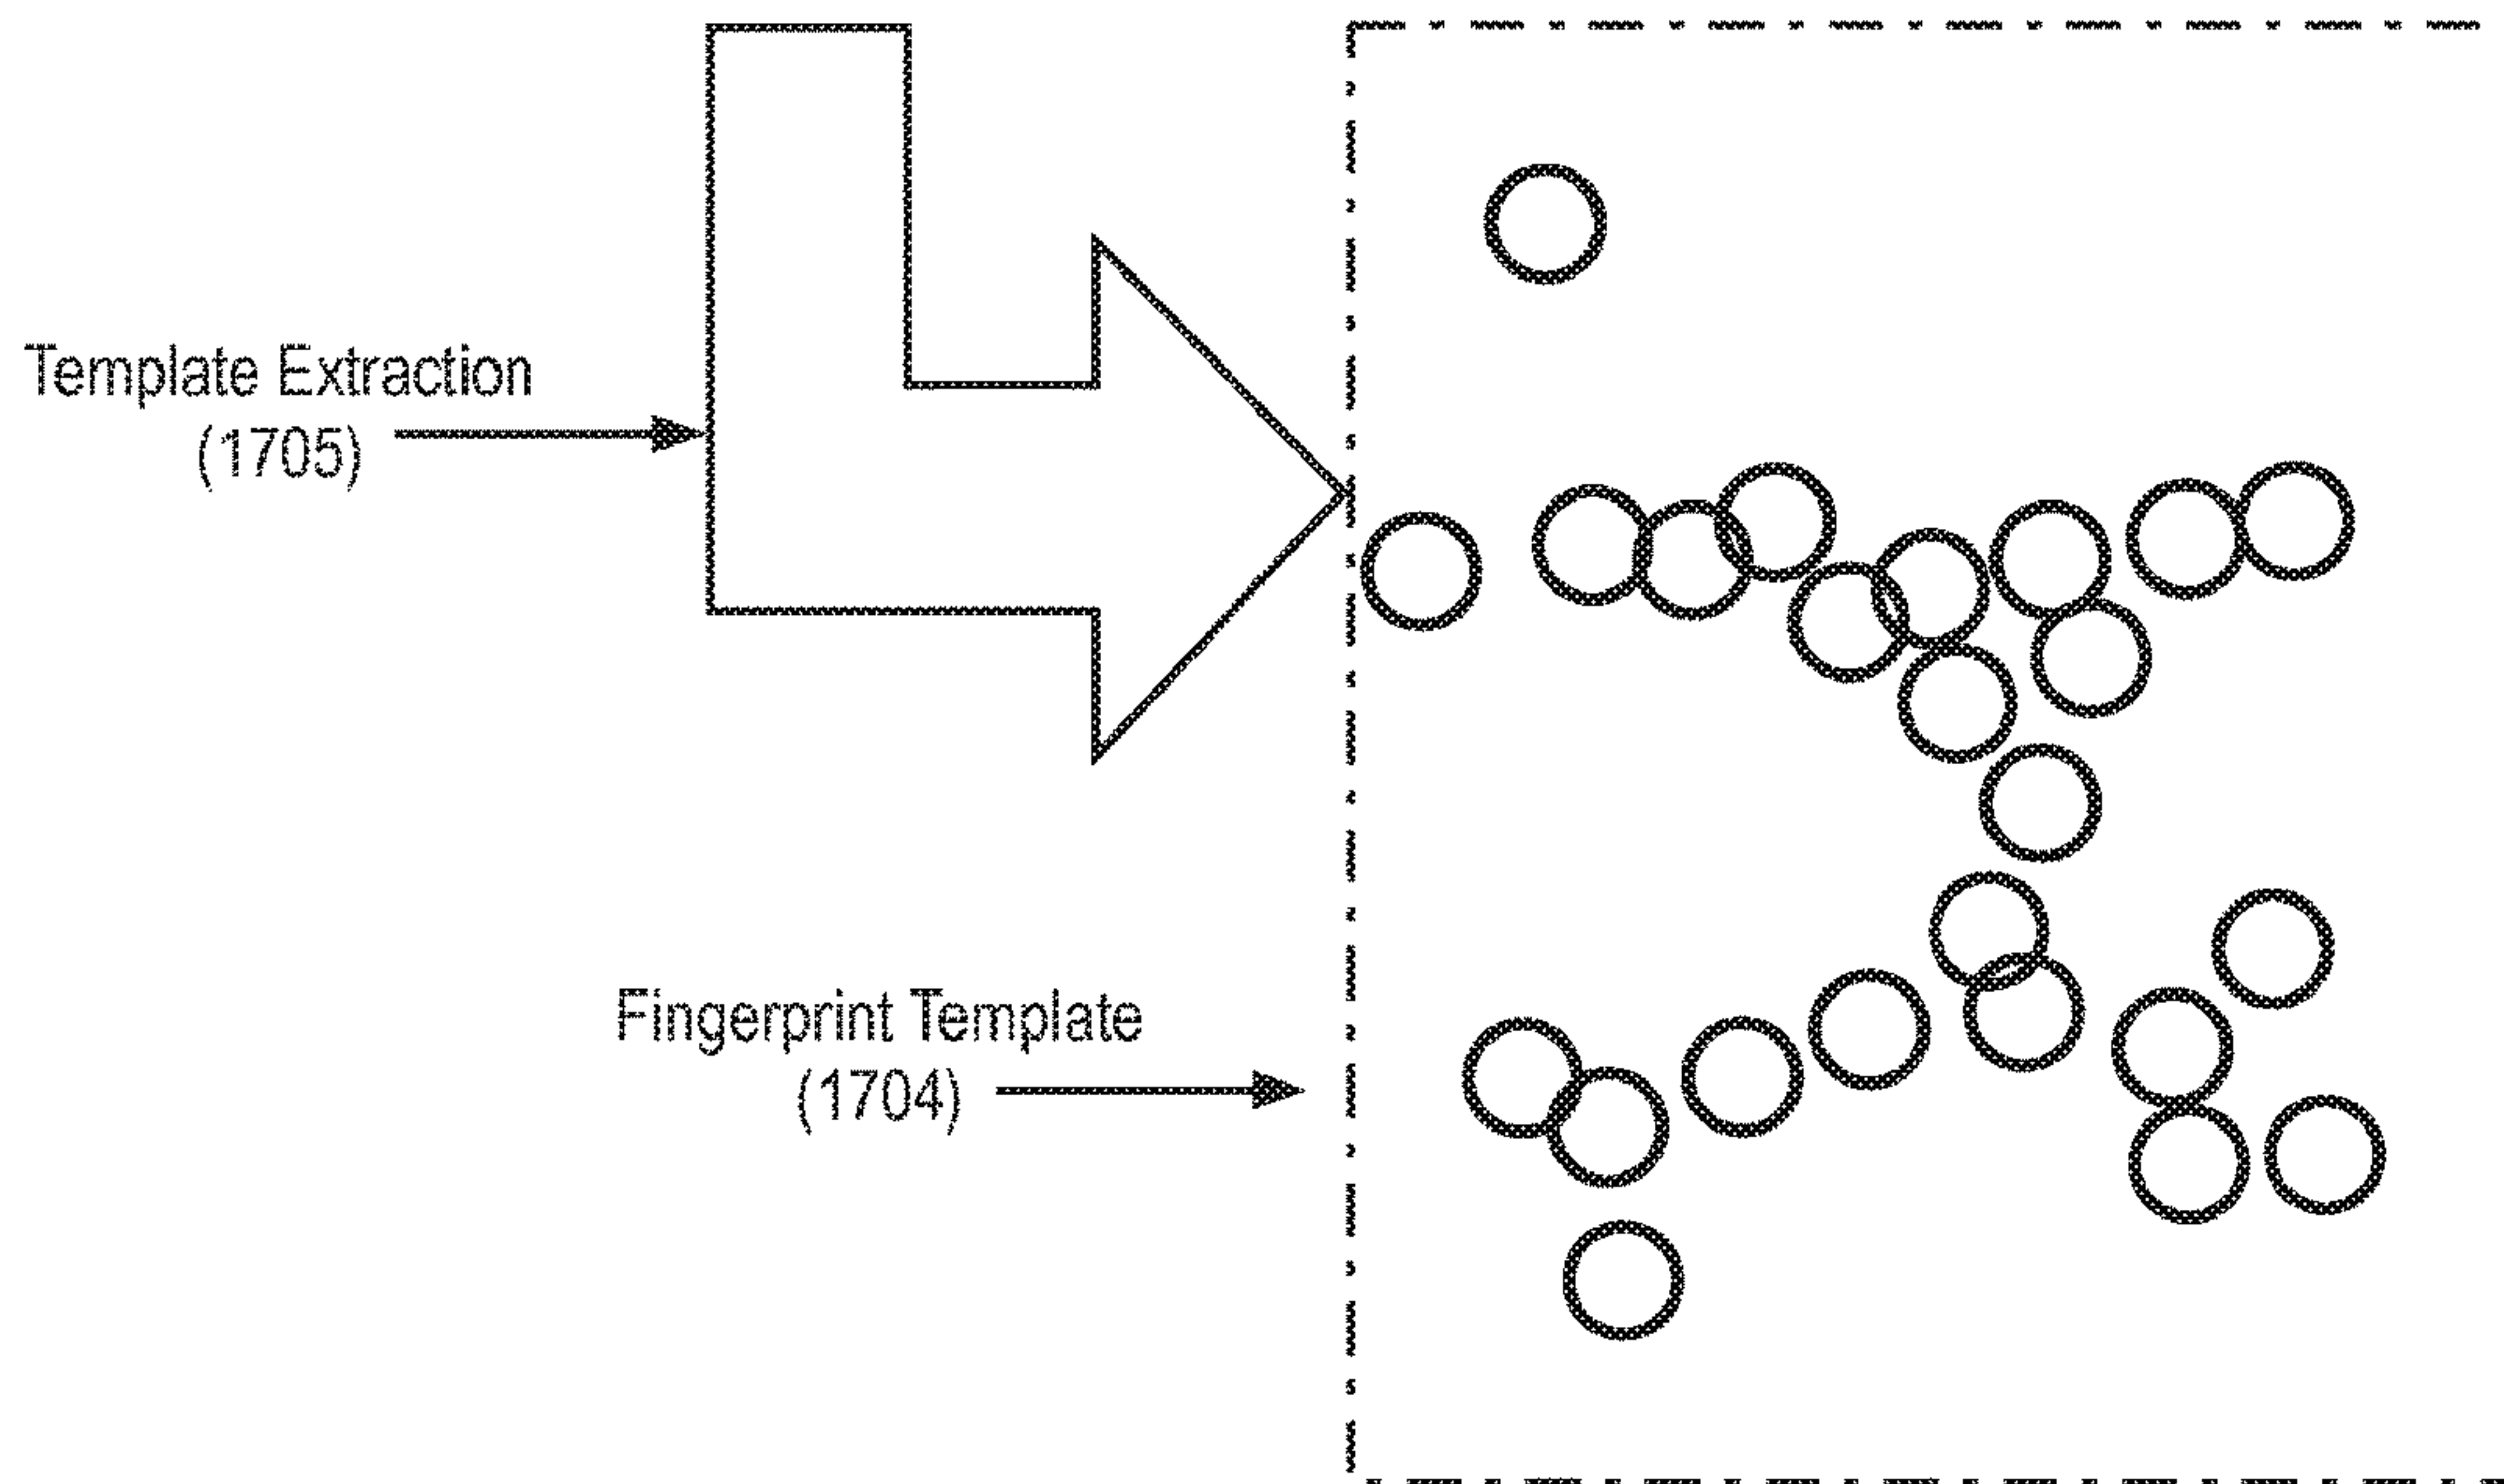 Template Extraction
(1705)
Fingerprint Template
(1704)